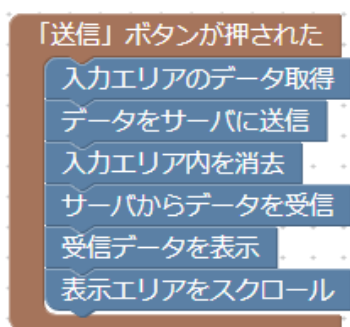 「送信」ボタンが押された
入力エリアのデータ取得
データをサーバに送信
入力エリア内を消去
サーバからデータを受信
受信データを表示
表示エリアをスクロール